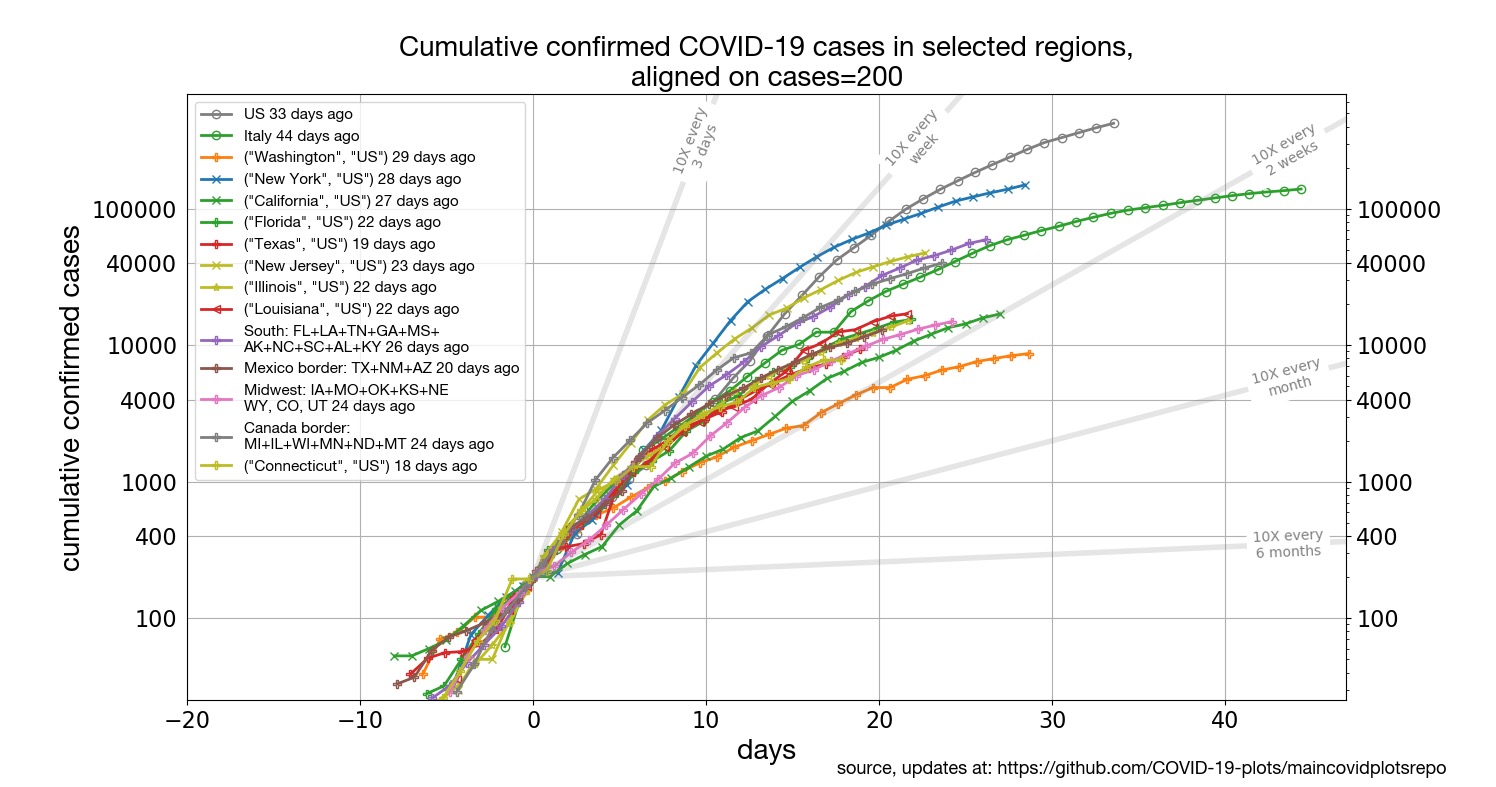 Cumulative confirmed COVID-19 cases in selected regions,
aligned on cases=200
US 33 days ago
Italy 44 days ago
("Washington", "US") 29 days ago
("New York", "US") 28 days ago
("California", "US") 27 days ago
("Florida", "US") 22 days ago
("Texas", "US") 19 days ago
("New Jersey", "US") 23 days ago
("Illinois", "US") 22 days ago
("Louisiana", "US") 22 days ago
South: FL+LA+TN+GA+MS+
AK+NC+SC+AL+KY 26 days ago
Mexico border: TX+NM+AZ 20 days ago
Midwest: IA+MO+OK+KS+NE
WY, CO, UT 24 days ago
Canada border:
MI+IL+WI+MN+ND+MT 24 days ago
("Connecticut", "US") 18 days ago
10X every
3 days
10X every
week
10X every
2 weeks
10X every
month
10X every
6 months
cumulative confirmed cases
100000
40000
10000
4000
1000
400
100
100000
40000
10000
4000
1000
400
100
−20
−10
0
10
20
30
40
days
source, updates at: https://github.com/COVID-19-plots/maincovidplotsrepo